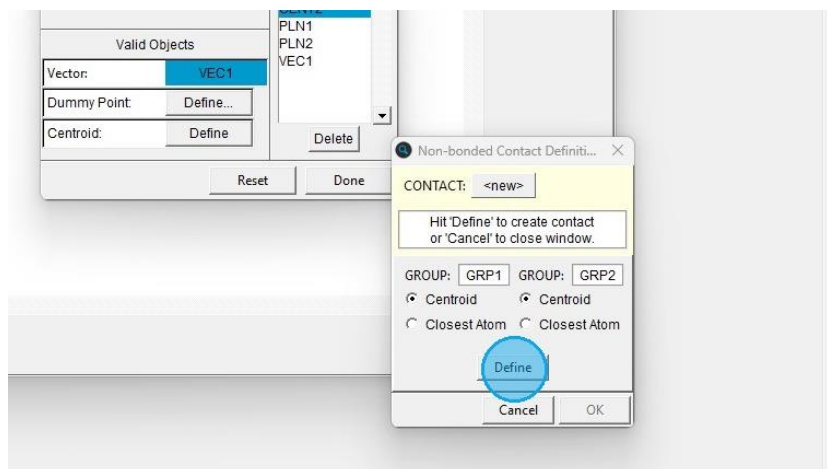 PLN1
PLN2
VEC1
Valid Objects
Vector: VEC1
Dummy Point: Define...
Centroid: Define
Delete
Reset Done
Non-bonded Contact Definiti...
CONTACT: <new>
Hit 'Define' to create contact
or 'Cancel' to close window.
GROUP: GRP1 GROUP: GRP2
Centroid Centroid
Closest Atom Closest Atom
Define
Cancel OK